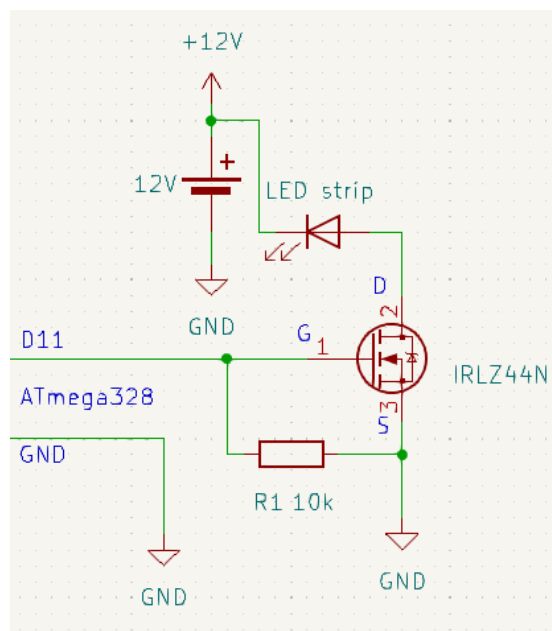 +12V
+
12V
LED strip
GND
D
2
G
1
D11
IRLZ44N
ATmega328
3
S
GND
R1 10k
GND
GND